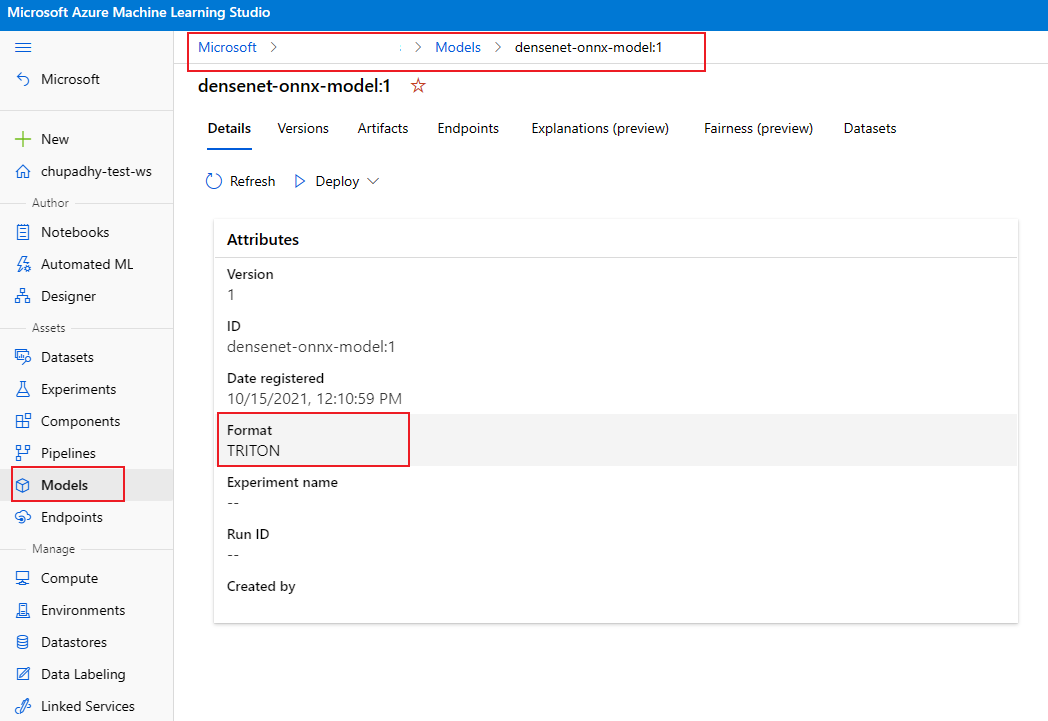 Microsoft Azure Machine Learning Studio
Microsoft
New
chupadhy-test-ws
Author
Notebooks
Automated ML
Designer
Assets
Datasets
Experiments
Components
Pipelines
Models
Endpoints
Manage
Compute
Environments
Datastores
Data Labeling
Linked Services
Microsoft > > Models > densenet-onnx-model:1
densenet-onnx-model:1
Details Versions Artifacts Endpoints Explanations (preview) Fairness (preview) Datasets
Refresh Deploy
Attributes
Version
1
ID
densenet-onnx-model:1
Date registered
10/15/2021, 12:10:59 PM
Format
TRITON
Experiment name
--
Run ID
--
Created by